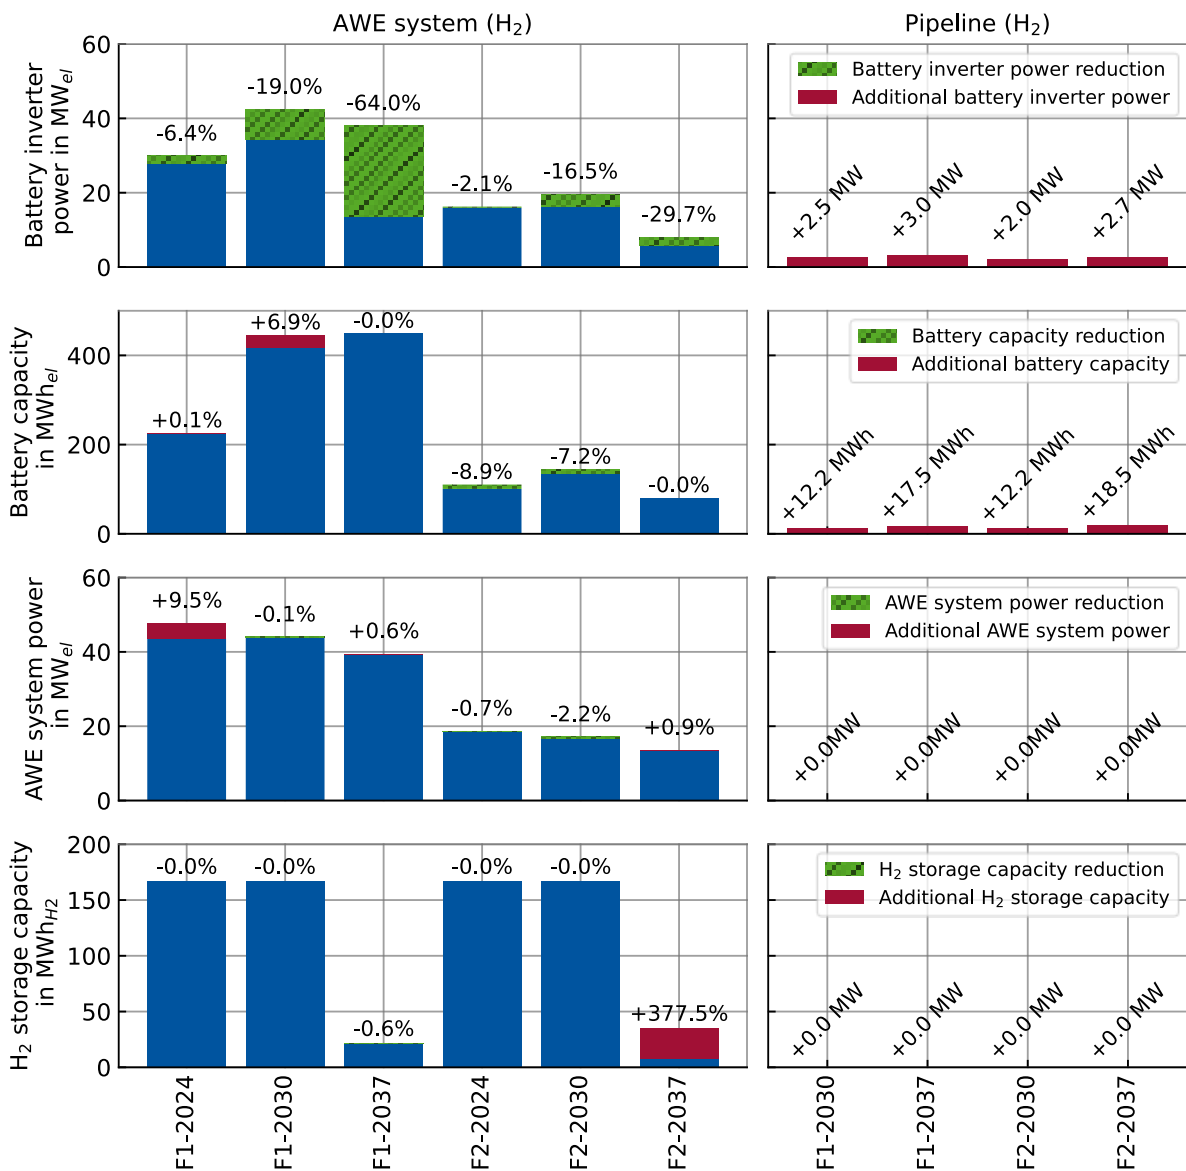 AWE system (H₂)
Pipeline (H₂)
Battery inverter
power in MWₑₗ
60
40
20
0
-6.4%
-19.0%
-64.0%
-2.1%
-16.5%
-29.7%
Battery inverter power reduction
Additional battery inverter power
+2.5 MW
+3.0 MW
+2.0 MW
+2.7 MW
Battery capacity
in MWhₑₗ
400
200
0
+0.1%
+6.9%
-0.0%
-8.9%
-7.2%
-0.0%
Battery capacity reduction
Additional battery capacity
+12.2 MWh
+17.5 MWh
+12.2 MWh
+18.5 MWh
AWE system power
in MWₑₗ
60
40
20
0
+9.5%
-0.1%
+0.6%
-0.7%
-2.2%
+0.9%
AWE system power reduction
Additional AWE system power
+0.0MW
+0.0MW
+0.0MW
+0.0MW
H₂ storage capacity
in MWh_H2
200
150
100
50
0
-0.0%
-0.0%
-0.6%
-0.0%
-0.0%
+377.5%
H₂ storage capacity reduction
Additional H₂ storage capacity
+0.0 MW
+0.0 MW
+0.0 MW
+0.0 MW
F1-2024
F1-2030
F1-2037
F2-2024
F2-2030
F2-2037
F1-2030
F1-2037
F2-2030
F2-2037